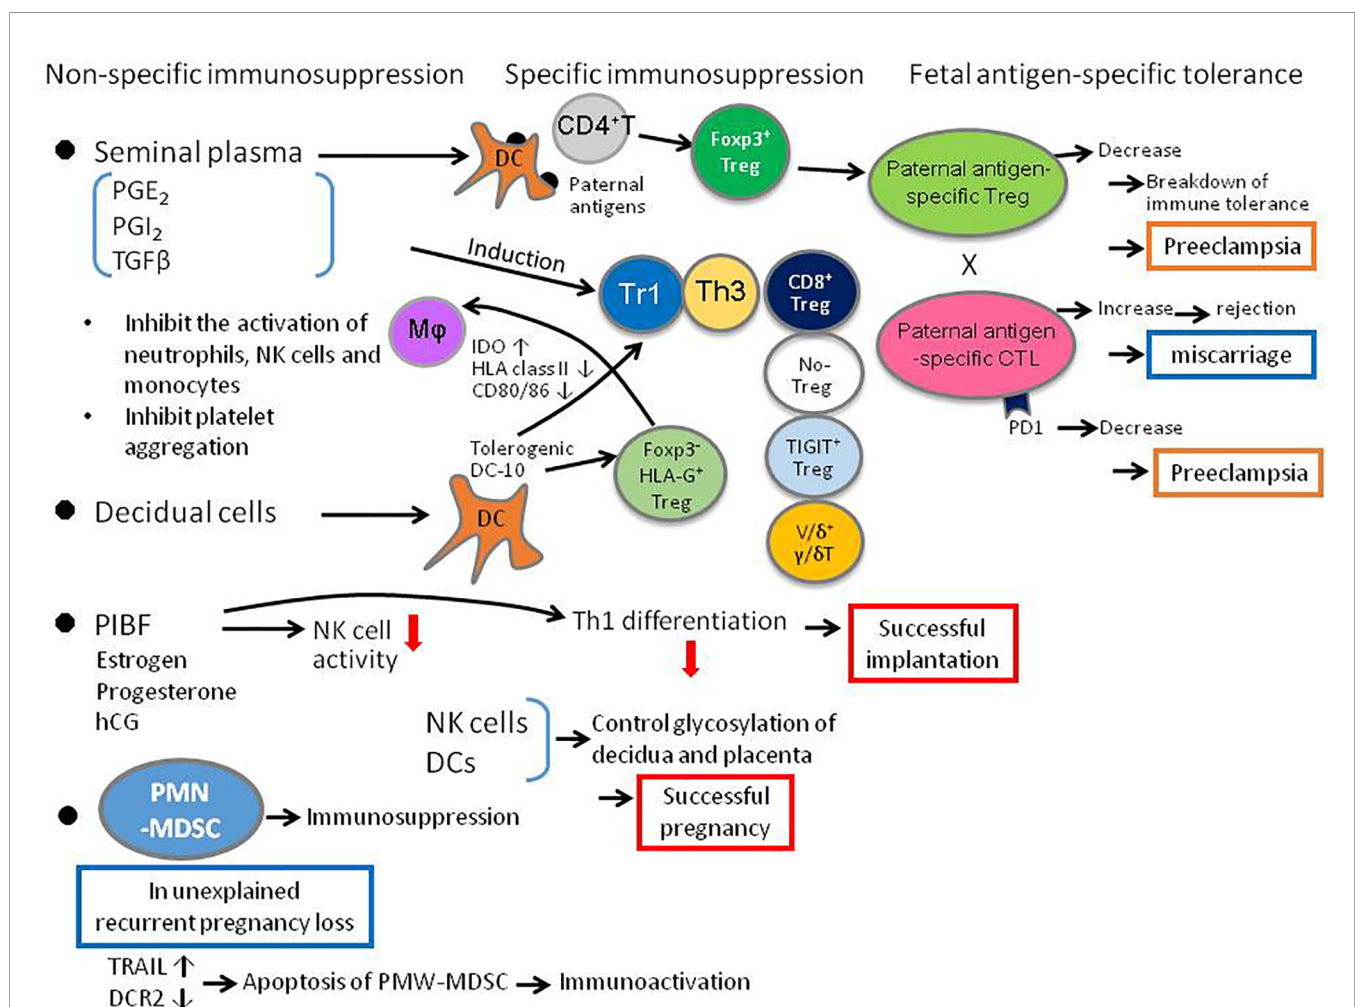 Non-specific immunosuppression
Specific immunosuppression
Fetal antigen-specific tolerance
Seminal plasma
PGE₂
PGI₂
TGFβ
DC
CD4⁺T
Paternal
antigens
Foxp3⁺
Treg
Paternal antigen-
specific Treg
Decrease
Breakdown of
immune tolerance
Preeclampsia
X
Induction
Tr1
Th3
CD8⁺
Treg
Paternal antigen
-specific CTL
Increase
rejection
miscarriage
PD1
Decrease
Preeclampsia
• Inhibit the activation of
neutrophils, NK cells and
monocytes
• Inhibit platelet
aggregation
Mφ
IDO ↑
HLA class II ↓
CD80/86 ↓
No-
Treg
TIGIT⁺
Treg
V/δ⁺
γ/δT
Tolerogenic
DC-10
Foxp3⁻
HLA-G⁺
Treg
Decidual cells
DC
PIBF
Estrogen
Progesterone
hCG
NK cell
activity
Th1 differentiation
Successful
implantation
NK cells
DCs
Control glycosylation of
decidua and placenta
Successful
pregnancy
PMN
-MDSC
Immunosuppression
In unexplained
recurrent pregnancy loss
TRAIL ↑
DCR2 ↓
Apoptosis of PMW-MDSC
Immunoactivation